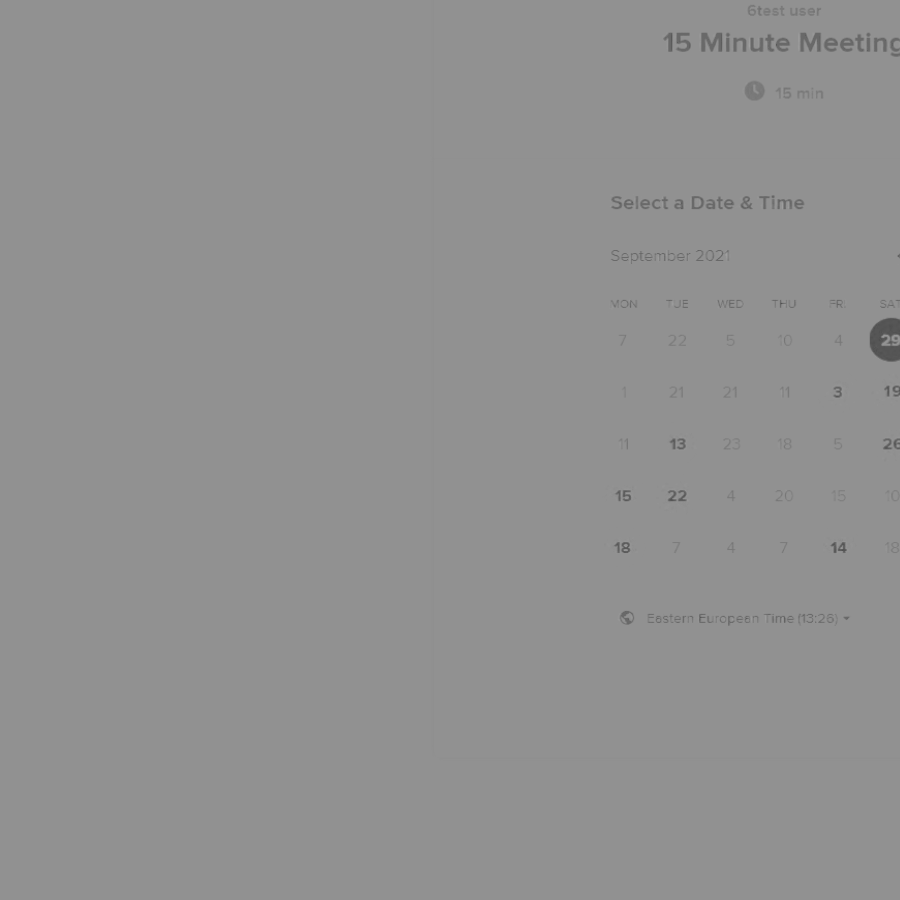 6test user
15 Minute Meeting
15 min
Select a Date & Time
September 2021
MON TUE WED THU FRI SAT
7 22 5 10 4 29
1 21 21 11 3 19
11 13 23 18 5 26
15 22 4 20 15 10
18 7 4 7 14 18
Eastern European Time (13:26)